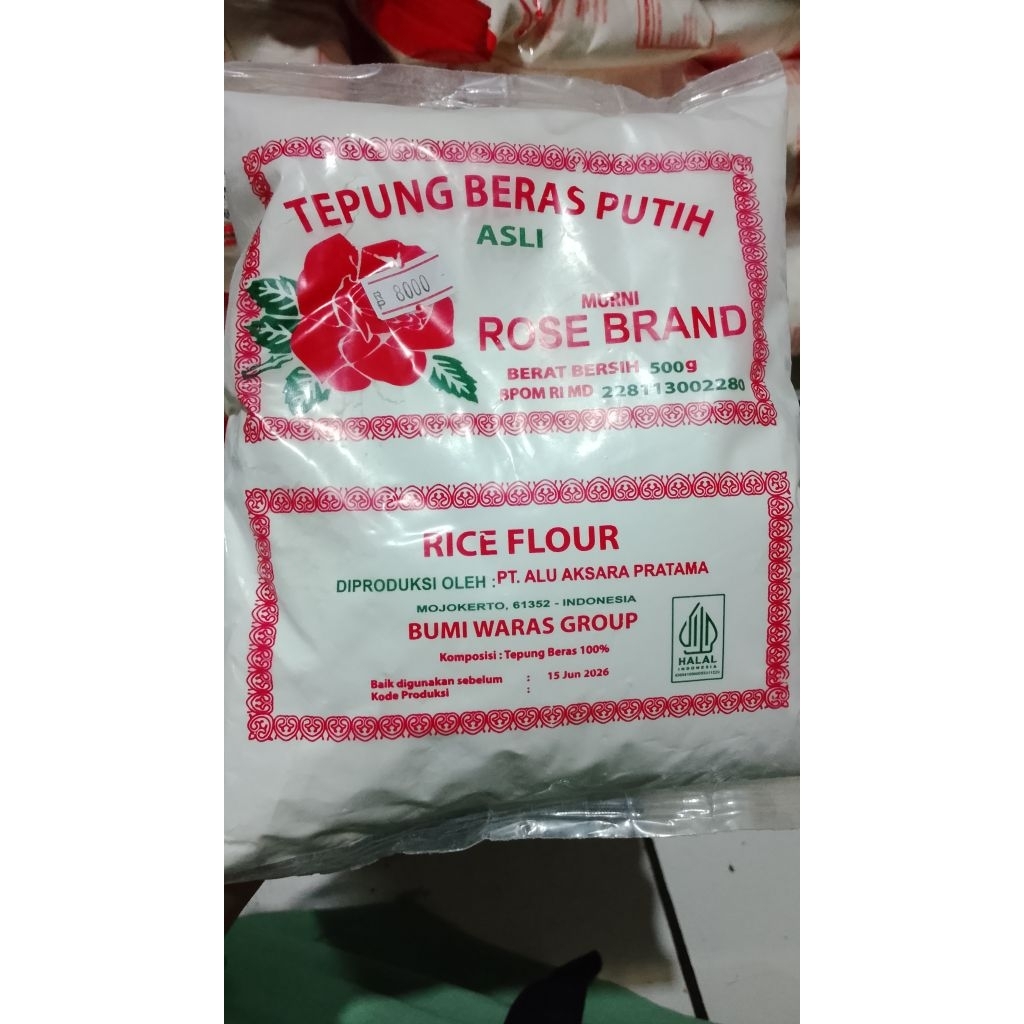 TEPUNG BERAS PUTIH
ASLI
RP 8000
MURNI
ROSE BRAND
BERAT BERSIH 500g
BPOM RI MD 228113002280
RICE FLOUR
DIPRODUKSI OLEH :PT. ALU AKSARA PRATAMA
MOJOKERTO, 61352 - INDONESIA
BUMI WARAS GROUP
HALAL
INDONESIA
Komposisi : Tepung Beras 100%
Baik digunakan sebelum : 15 Jun 2026
Kode Produksi :